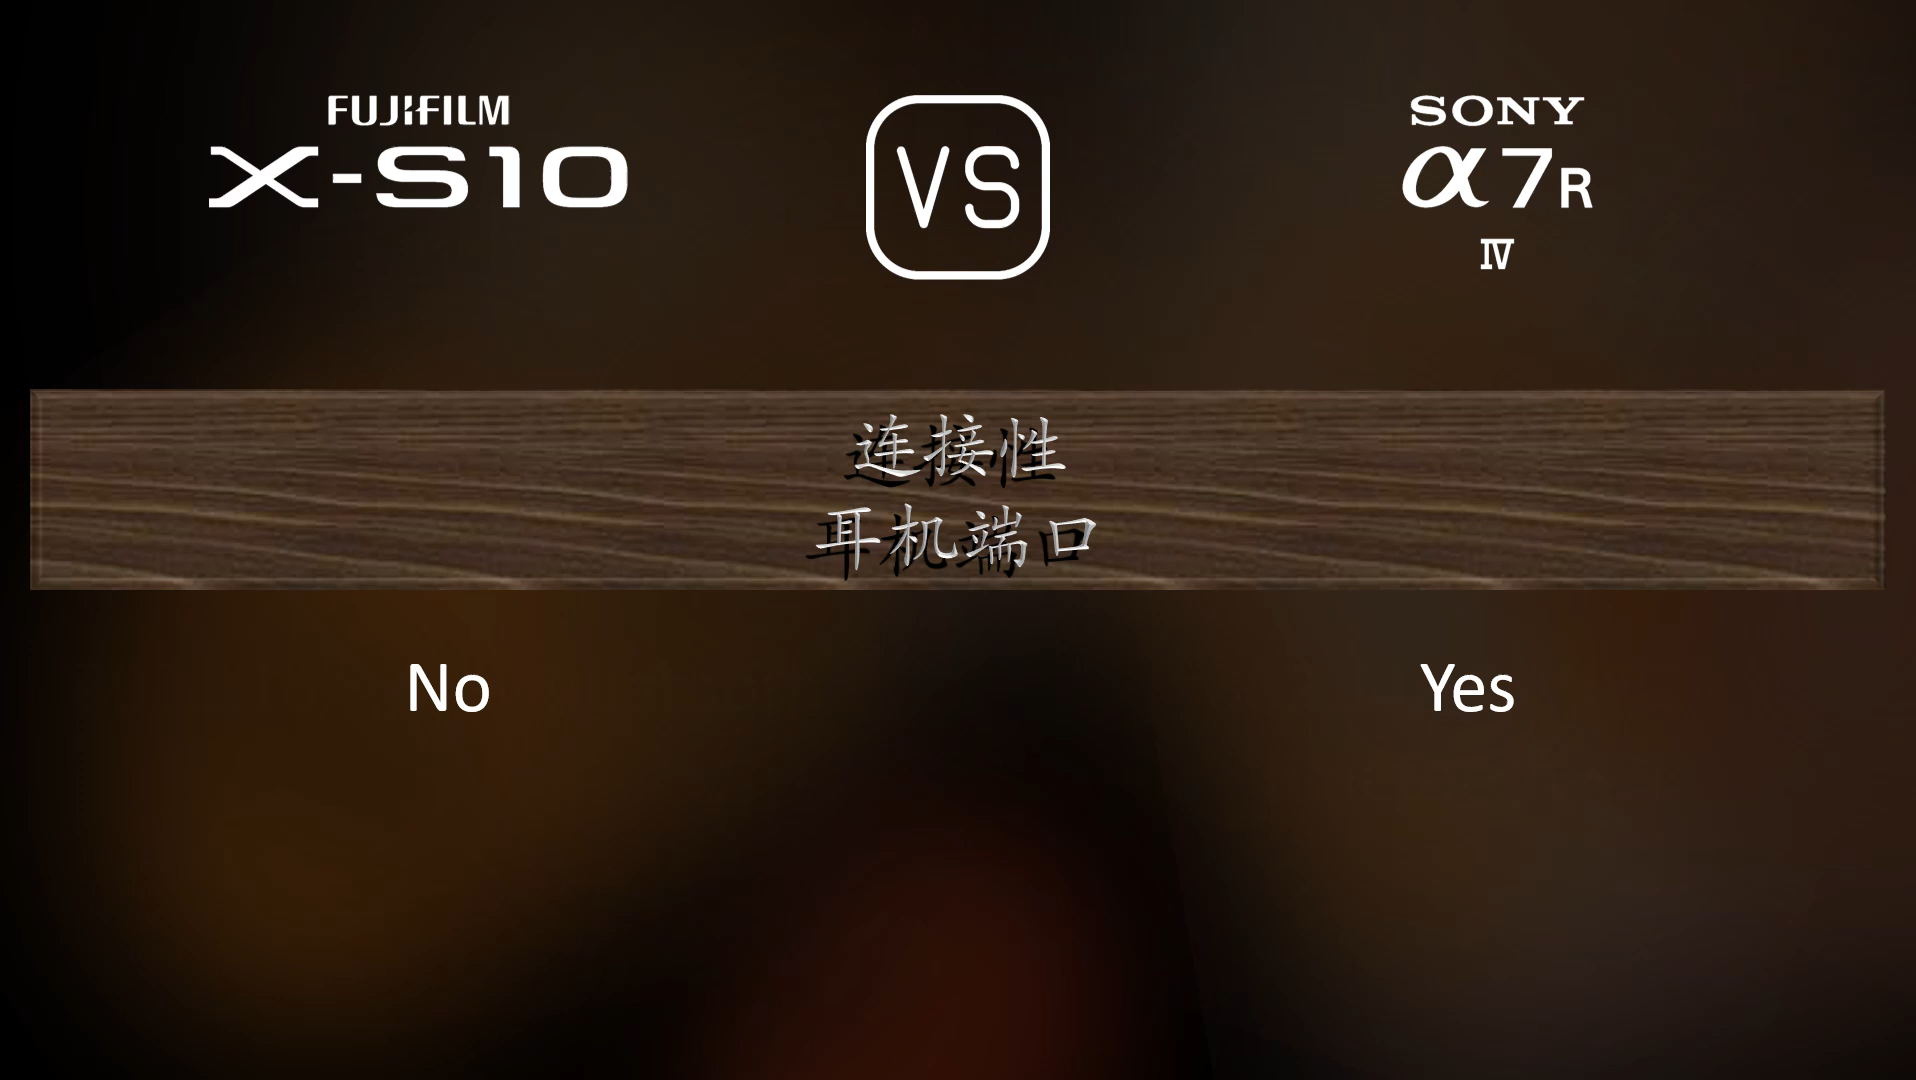 FUJIFILM
X-S10
VS
SONY
α7R
IV
连接性
耳机端口
No
Yes